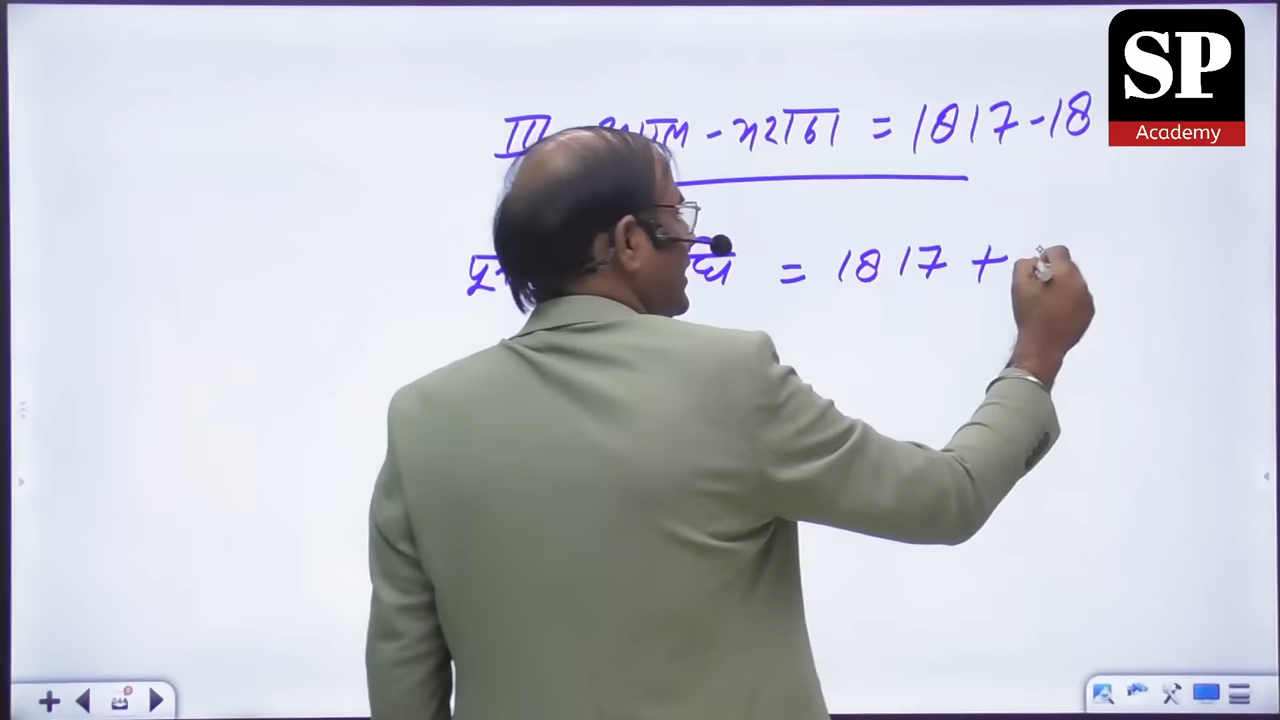 SP
Academy
III - मराठा = 1817-18
= 1817 +